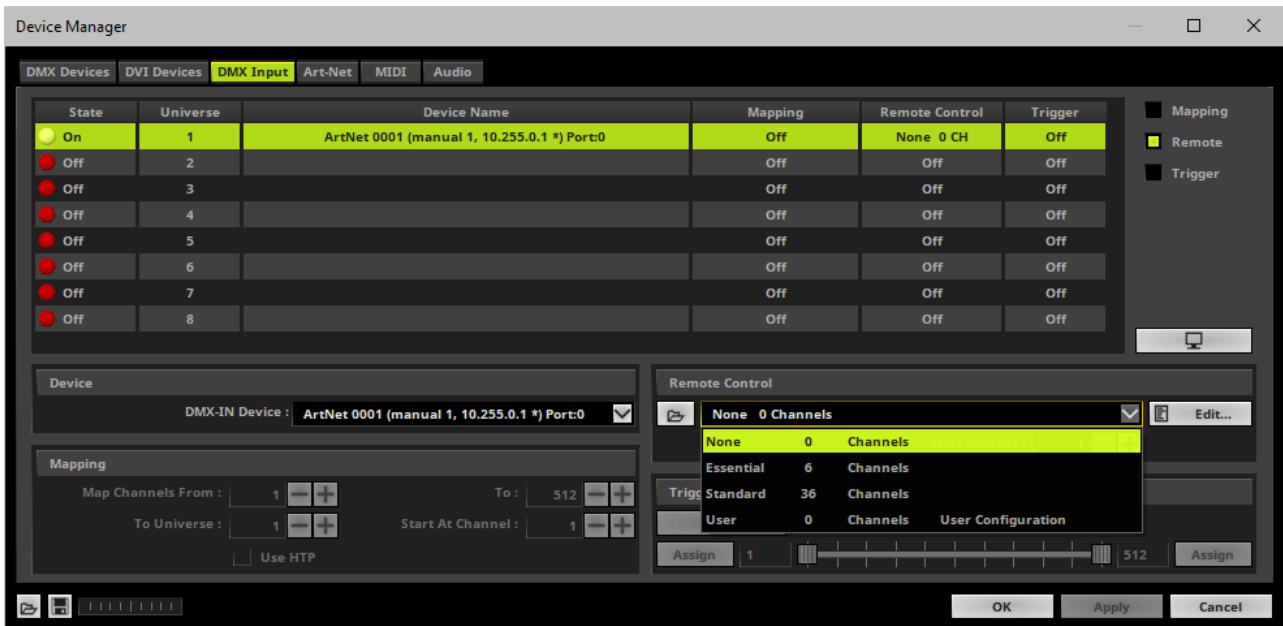 Device Manager
DMX Devices DVI Devices DMX Input Art-Net MIDI Audio
State Universe Device Name Mapping Remote Control Trigger
On 1 ArtNet 0001 (manual 1, 10.255.0.1 *) Port:0 Off None 0 CH Off
Off 2 Off Off Off
Off 3 Off Off Off
Off 4 Off Off Off
Off 5 Off Off Off
Off 6 Off Off Off
Off 7 Off Off Off
Off 8 Off Off Off
Mapping
Remote
Trigger
Device
DMX-IN Device : ArtNet 0001 (manual 1, 10.255.0.1 *) Port:0
Mapping
Map Channels From : 1 To : 512
To Universe : 1 Start At Channel : 1
Use HTP
Remote Control
None 0 Channels Edit...
None 0 Channels Start Address :
Essential 6 Channels
Standard 36 Channels
User 0 Channels User Configuration
Trigg
Assign 1 512 Assign
OK Apply Cancel